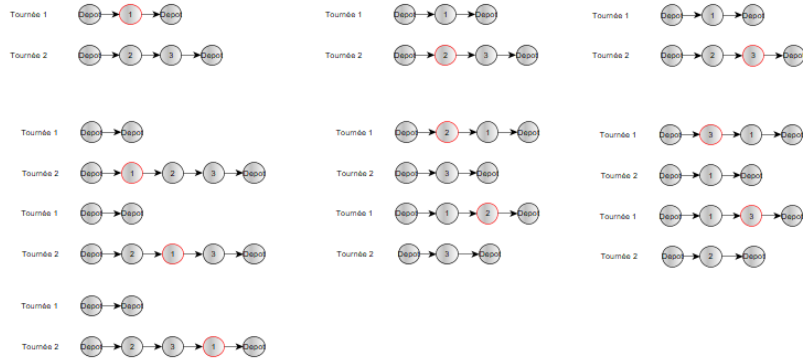 Tournée 1 Depot 1 Depot
Tournée 2 Depot 2 3 Depot
Tournée 1 Depot 1 Depot
Tournée 2 Depot 2 3 Depot
Tournée 1 Depot 1 Depot
Tournée 2 Depot 2 3 Depot
Tournée 1 Depot Depot
Tournée 2 Depot 1 2 3 Depot
Tournée 1 Depot Depot
Tournée 2 Depot 2 1 3 Depot
Tournée 1 Depot Depot
Tournée 2 Depot 2 3 1 Depot
Tournée 1 Depot 2 1 Depot
Tournée 2 Depot 3 Depot
Tournée 1 Depot 1 2 Depot
Tournée 2 Depot 3 Depot
Tournée 1 Depot 3 1 Depot
Tournée 2 Depot 1 Depot
Tournée 1 Depot 1 3 Depot
Tournée 2 Depot 2 Depot